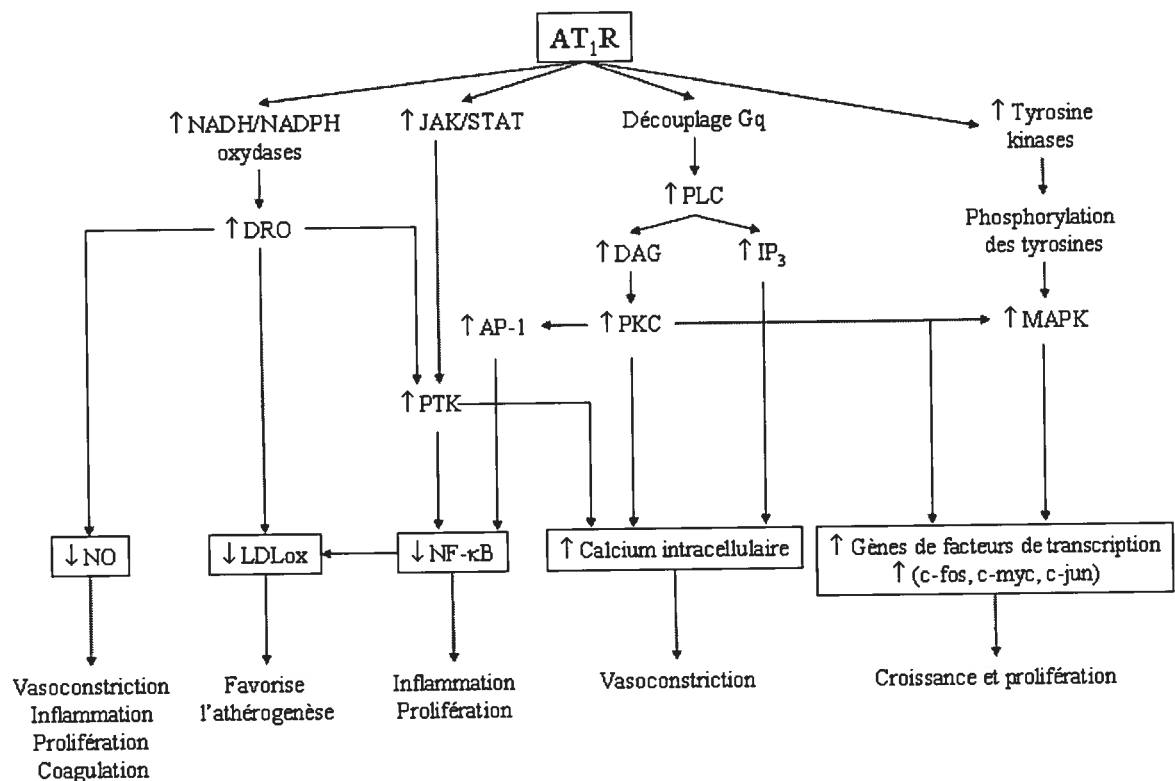 AT₁R
↑ NADH/NADPH
oxydases
↑ JAK/STAT
Découplage Gq
↑ Tyrosine
kinases
↑ PLC
Phosphorylation
des tyrosines
↑ DRO
↑ DAG
↑ IP₃
↑ AP-1
↑ PKC
↑ MAPK
↑ PTK
↓ NO
↓ LDLox
↓ NF-κB
↑ Calcium intracellulaire
↑ Gènes de facteurs de transcription
↑ (c-fos, c-myc, c-jun)
Vasoconstriction
Inflammation
Prolifération
Coagulation
Favorise
l'athérogenèse
Inflammation
Prolifération
Vasoconstriction
Croissance et prolifération